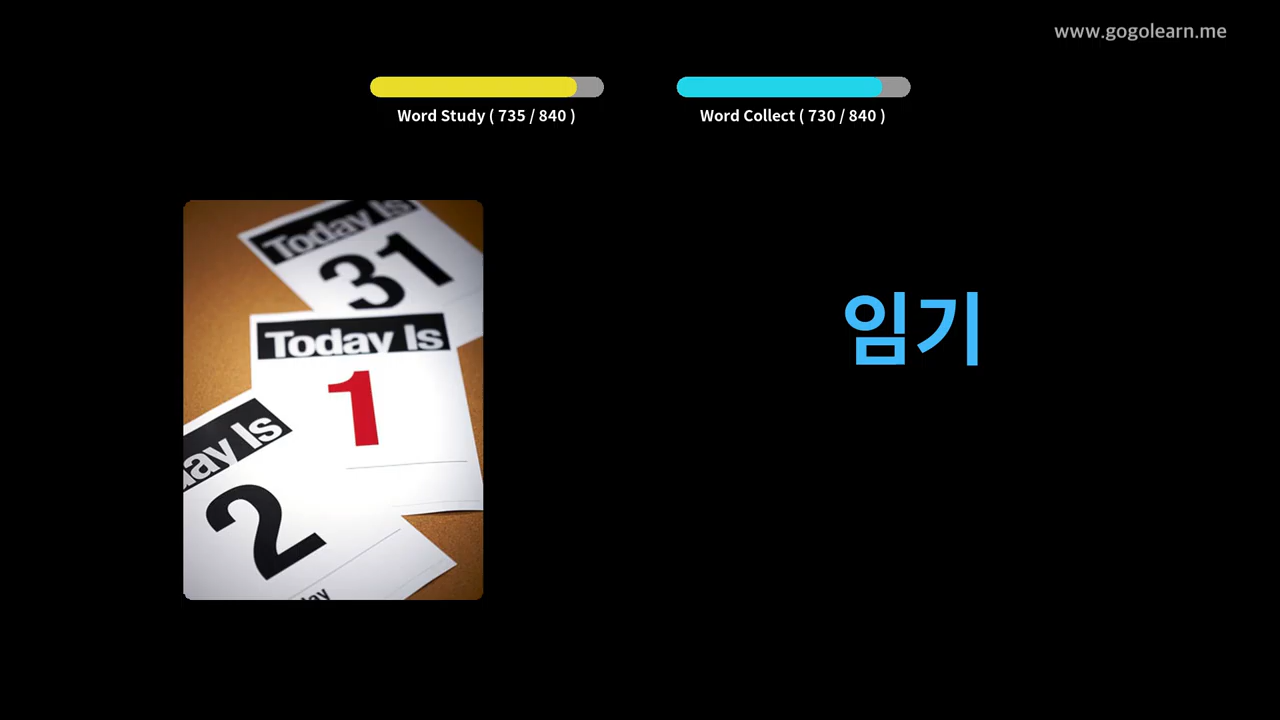 www.gogolearn.me
Word Study ( 735 / 840 )
Word Collect ( 730 / 840 )
Today Is
31
Today Is
1
day Is
2
임기